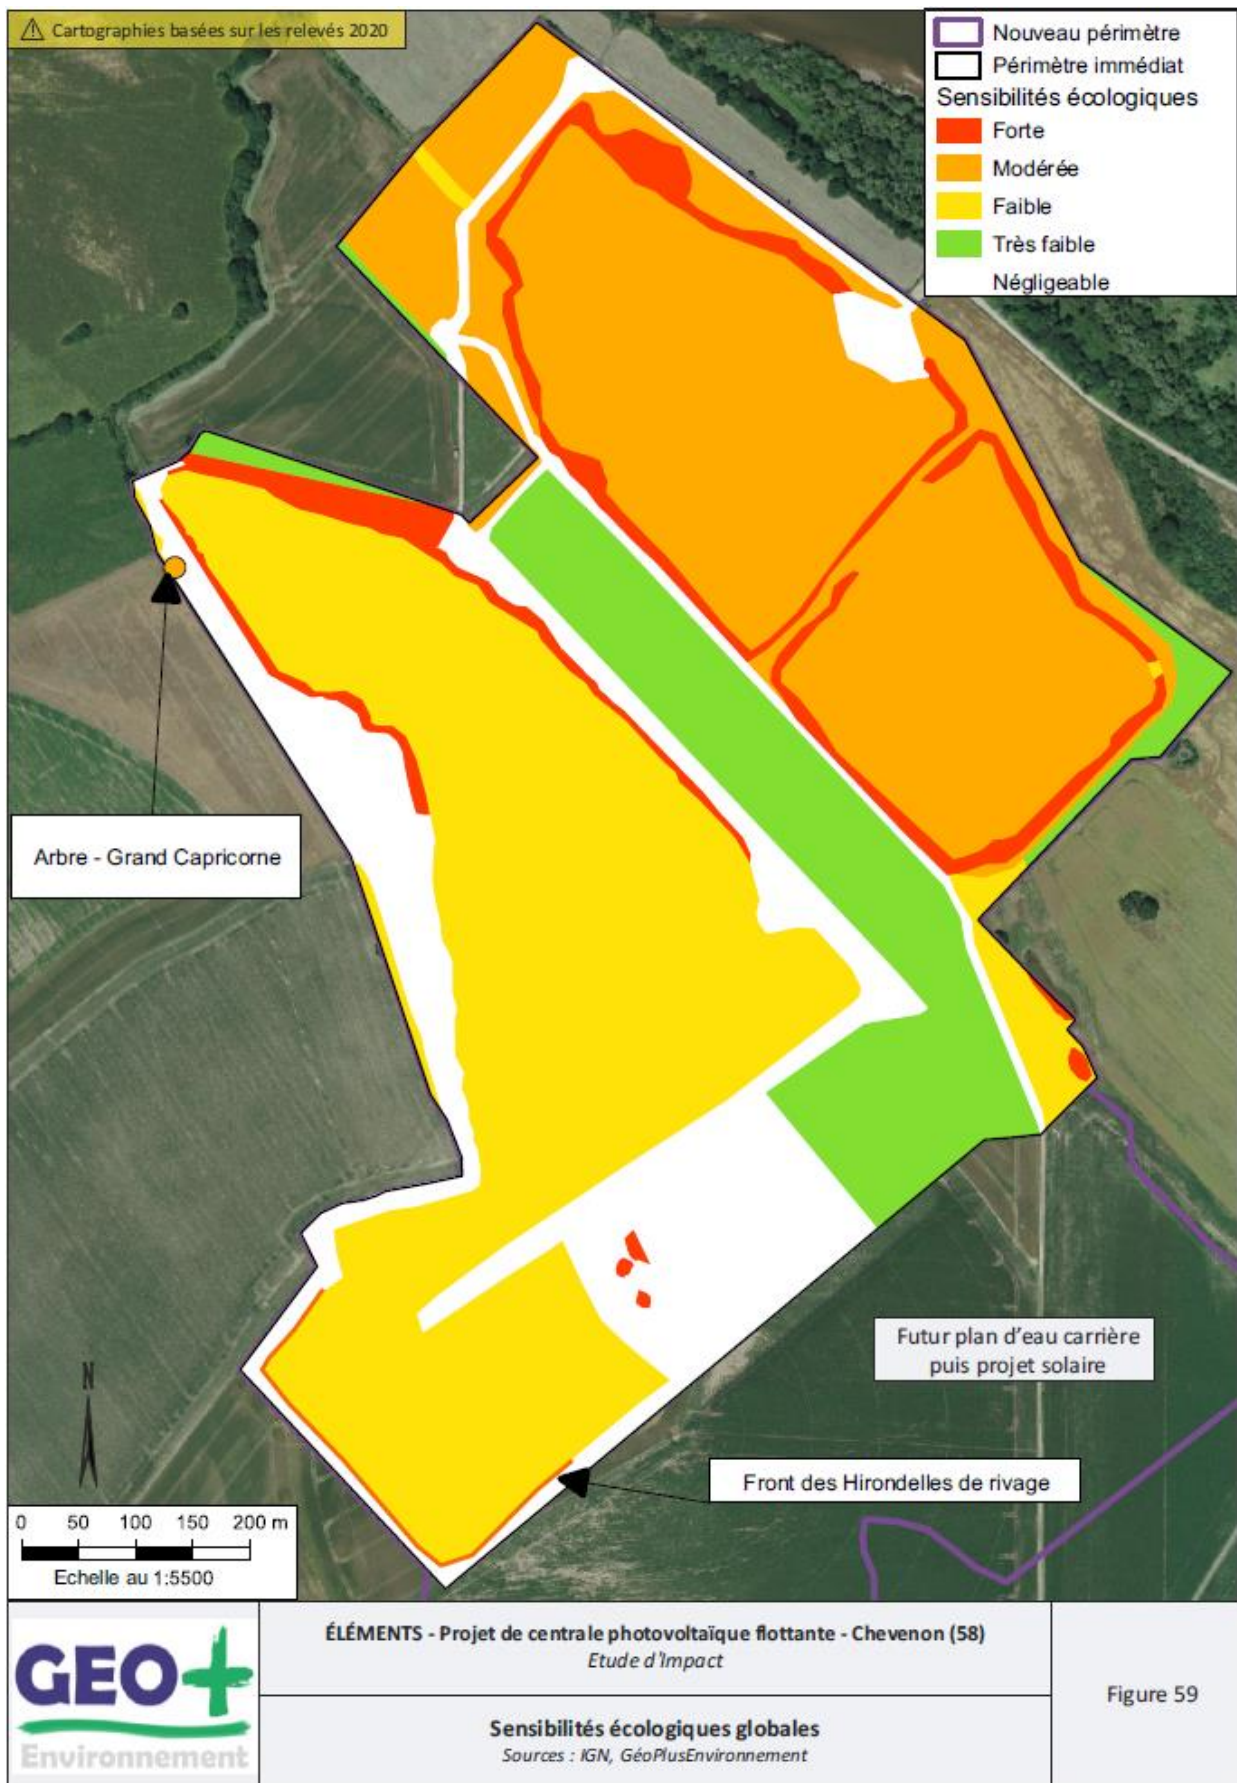 Cartographies basées sur les relevés 2020
Nouveau périmètre
Périmètre immédiat
Sensibilités écologiques
Forte
Modérée
Faible
Très faible
Négligeable
Arbre - Grand Capricorne
Futur plan d'eau carrière
puis projet solaire
Front des Hirondelles de rivage
N
0 50 100 150 200 m
Echelle au 1:5500
GEO+
Environnement
ÉLÉMENTS - Projet de centrale photovoltaïque flottante - Chevenon (58)
Etude d'Impact
Sensibilités écologiques globales
Sources : IGN, GéoPlusEnvironnement
Figure 59